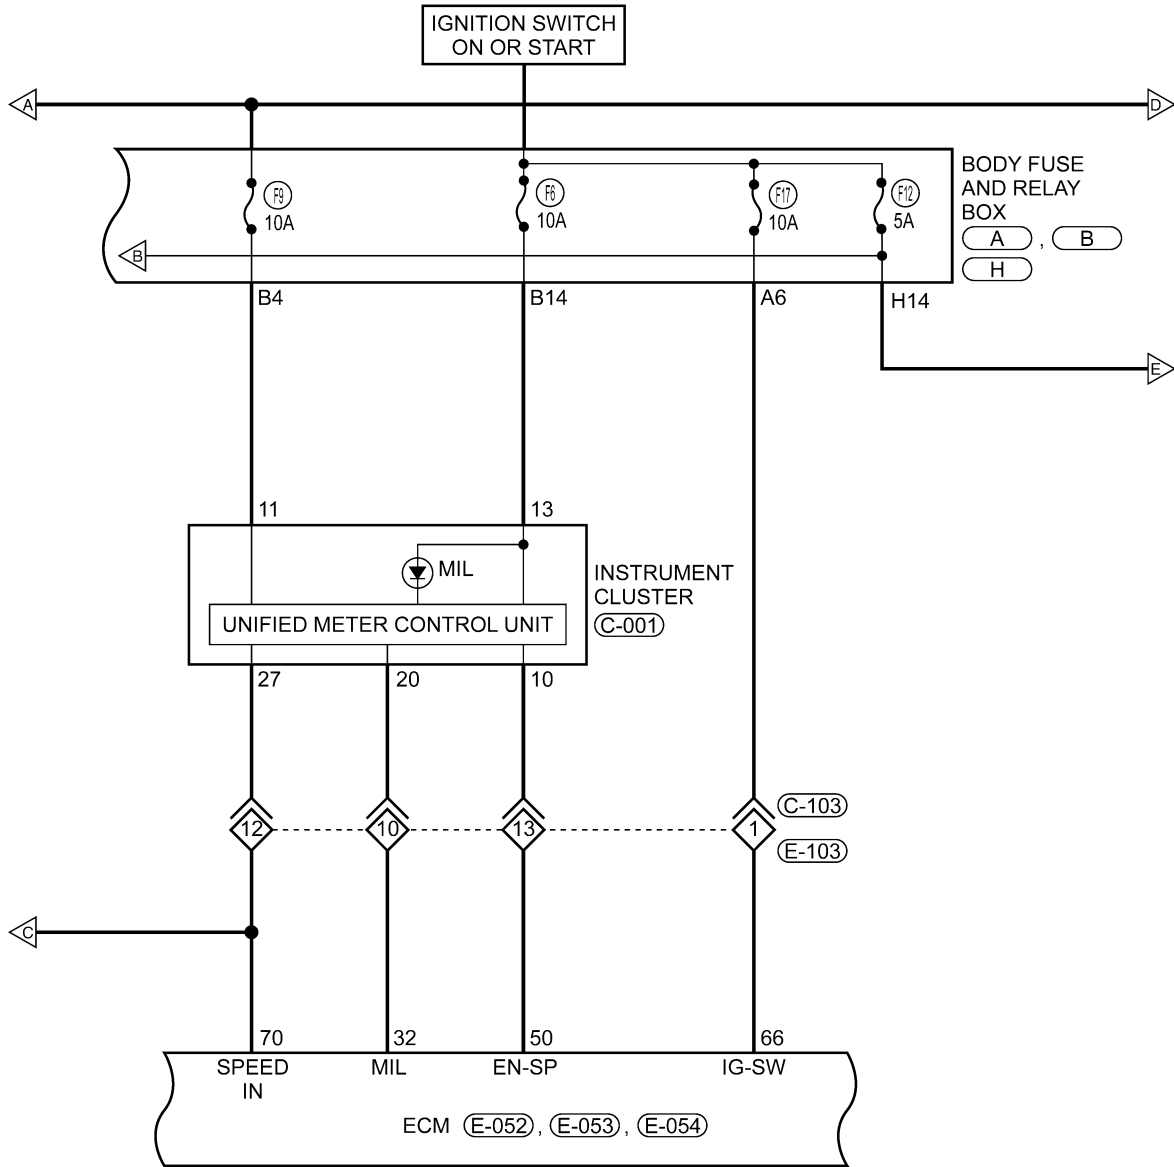 IGNITION SWITCH
ON OR START
A
D
F9
10A
F6
10A
F17
10A
F12
5A
BODY FUSE
AND RELAY
BOX
A , B
H
B
B4
B14
A6
H14
E
11
13
MIL
UNIFIED METER CONTROL UNIT
INSTRUMENT
CLUSTER
C-001
27
20
10
C-103
12
10
13
1
E-103
C
70
32
50
66
SPEED
IN
MIL
EN-SP
IG-SW
ECM E-052 , E-053 , E-054